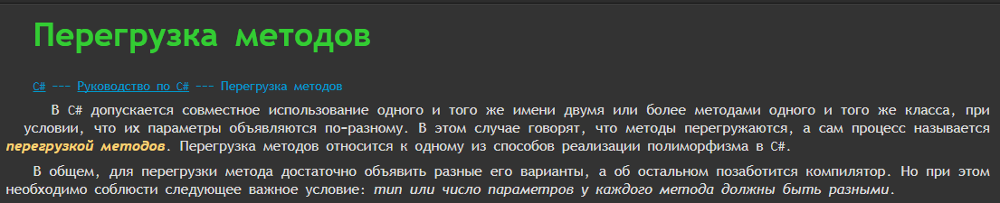 Перегрузка методов
C# --- Руководство по C# --- Перегрузка методов
В C# допускается совместное использование одного и того же имени двумя или более методами одного и того же класса, при
условии, что их параметры объявляются по-разному. В этом случае говорят, что методы перегружаются, а сам процесс называется
перегрузкой методов. Перегрузка методов относится к одному из способов реализации полиморфизма в C#.
В общем, для перегрузки метода достаточно объявить разные его варианты, а об остальном позаботится компилятор. Но при этом
необходимо соблюсти следующее важное условие: тип или число параметров у каждого метода должны быть разными.